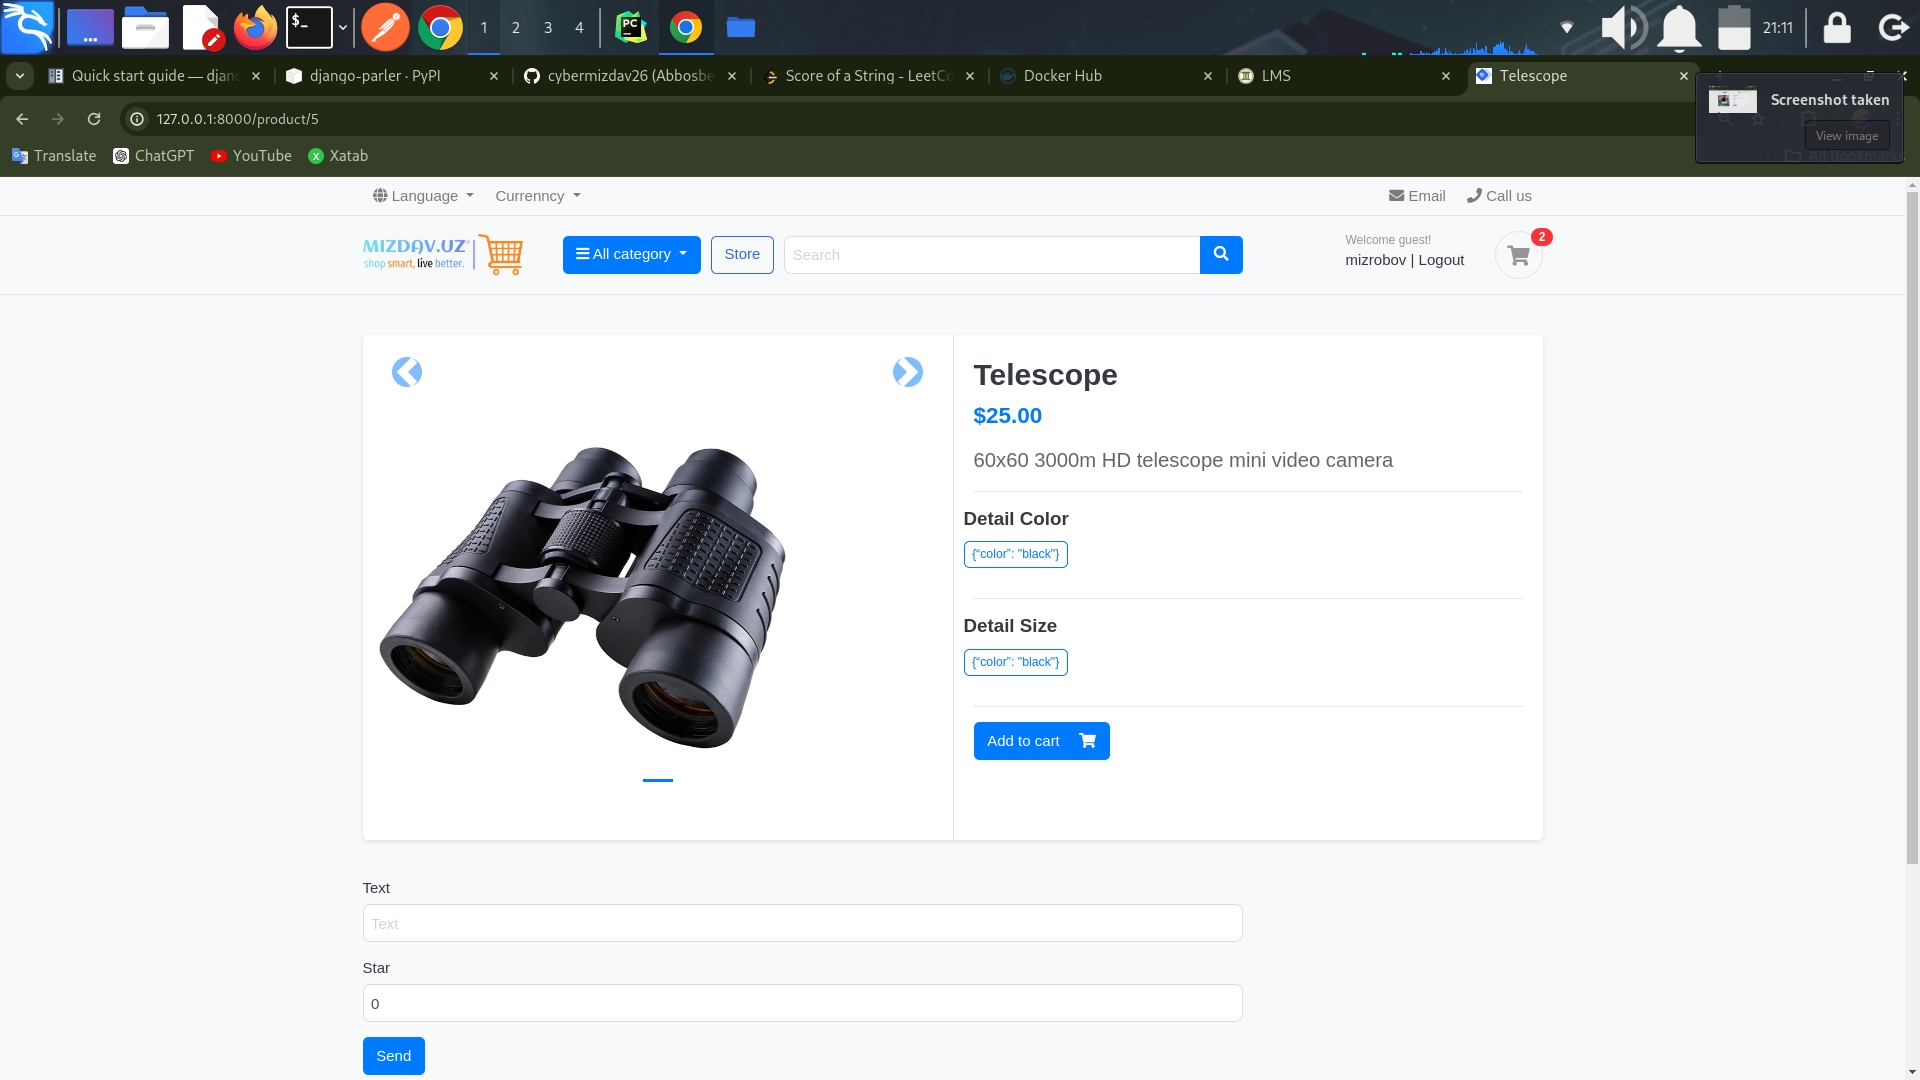 $_
1
2
3
4
PC
21:11
Quick start guide — djan
django-parler · PyPI
cybermizdav26 (Abbosbe
Score of a String - LeetCo
Docker Hub
LMS
Telescope
127.0.0.1:8000/product/5
Screenshot taken
View image
Translate
ChatGPT
YouTube
X Xatab
All Bookmarks
Language
Currenncy
Email
Call us
MIZDAV.UZ
shop smart, live better.
All category
Store
Search
Welcome guest!
mizrobov | Logout
2
Telescope
$25.00
60x60 3000m HD telescope mini video camera
Detail Color
{“color”: "black"}
Detail Size
{“color”: "black"}
Add to cart
Text
Text
Star
0
Send